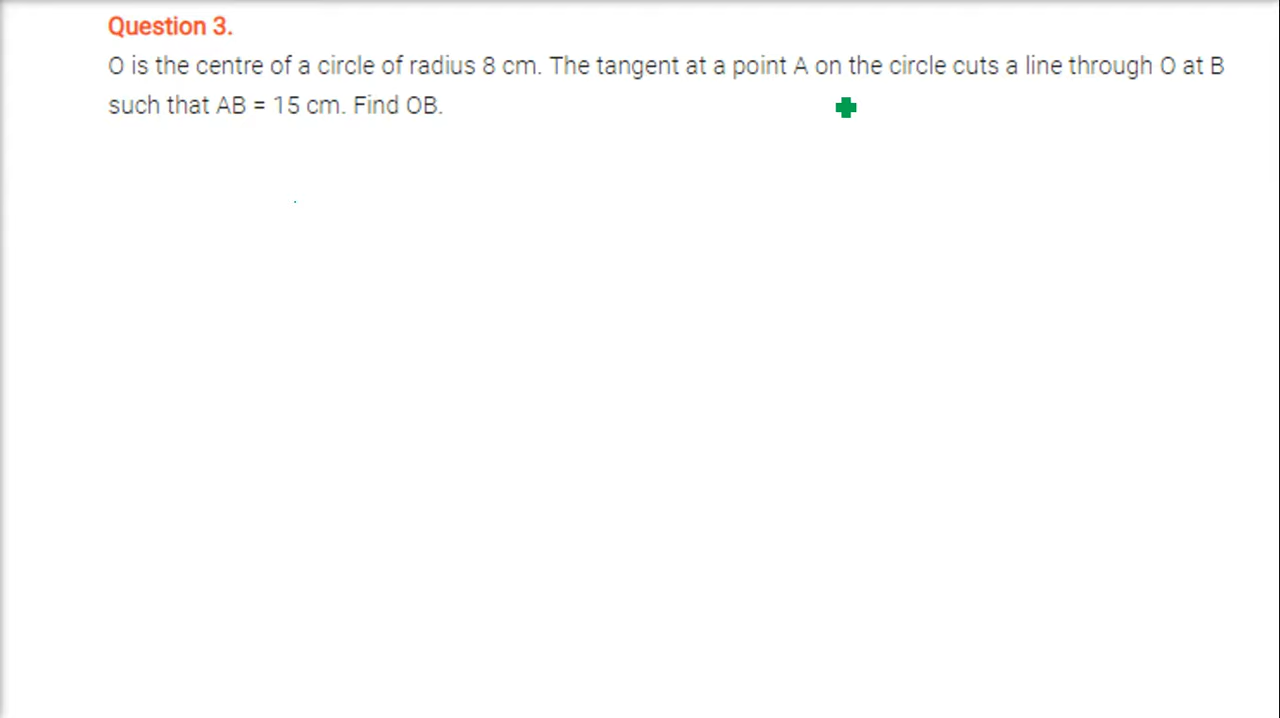 Question 3.
O is the centre of a circle of radius 8 cm. The tangent at a point A on the circle cuts a line through O at B
such that AB = 15 cm. Find OB.